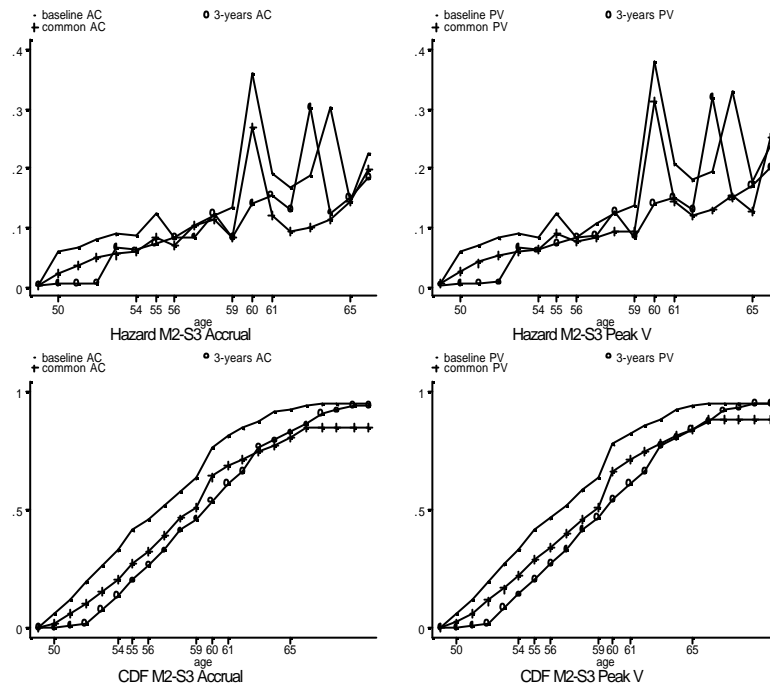 baseline AC 3-years AC
common AC
.4
.3
.2
.1
0
50 54 55 56 59 60 61 65
age
Hazard M2-S3 Accrual
baseline PV 3-years PV
common PV
.4
.3
.2
.1
0
50 54 55 56 59 60 61 65
age
Hazard M2-S3 Peak V
baseline AC 3-years AC
common AC
1
.5
0
50 54 55 56 59 60 61 65
age
CDF M2-S3 Accrual
baseline PV 3-years PV
common PV
1
.5
0
50 54 55 56 59 60 61 65
age
CDF M2-S3 Peak V